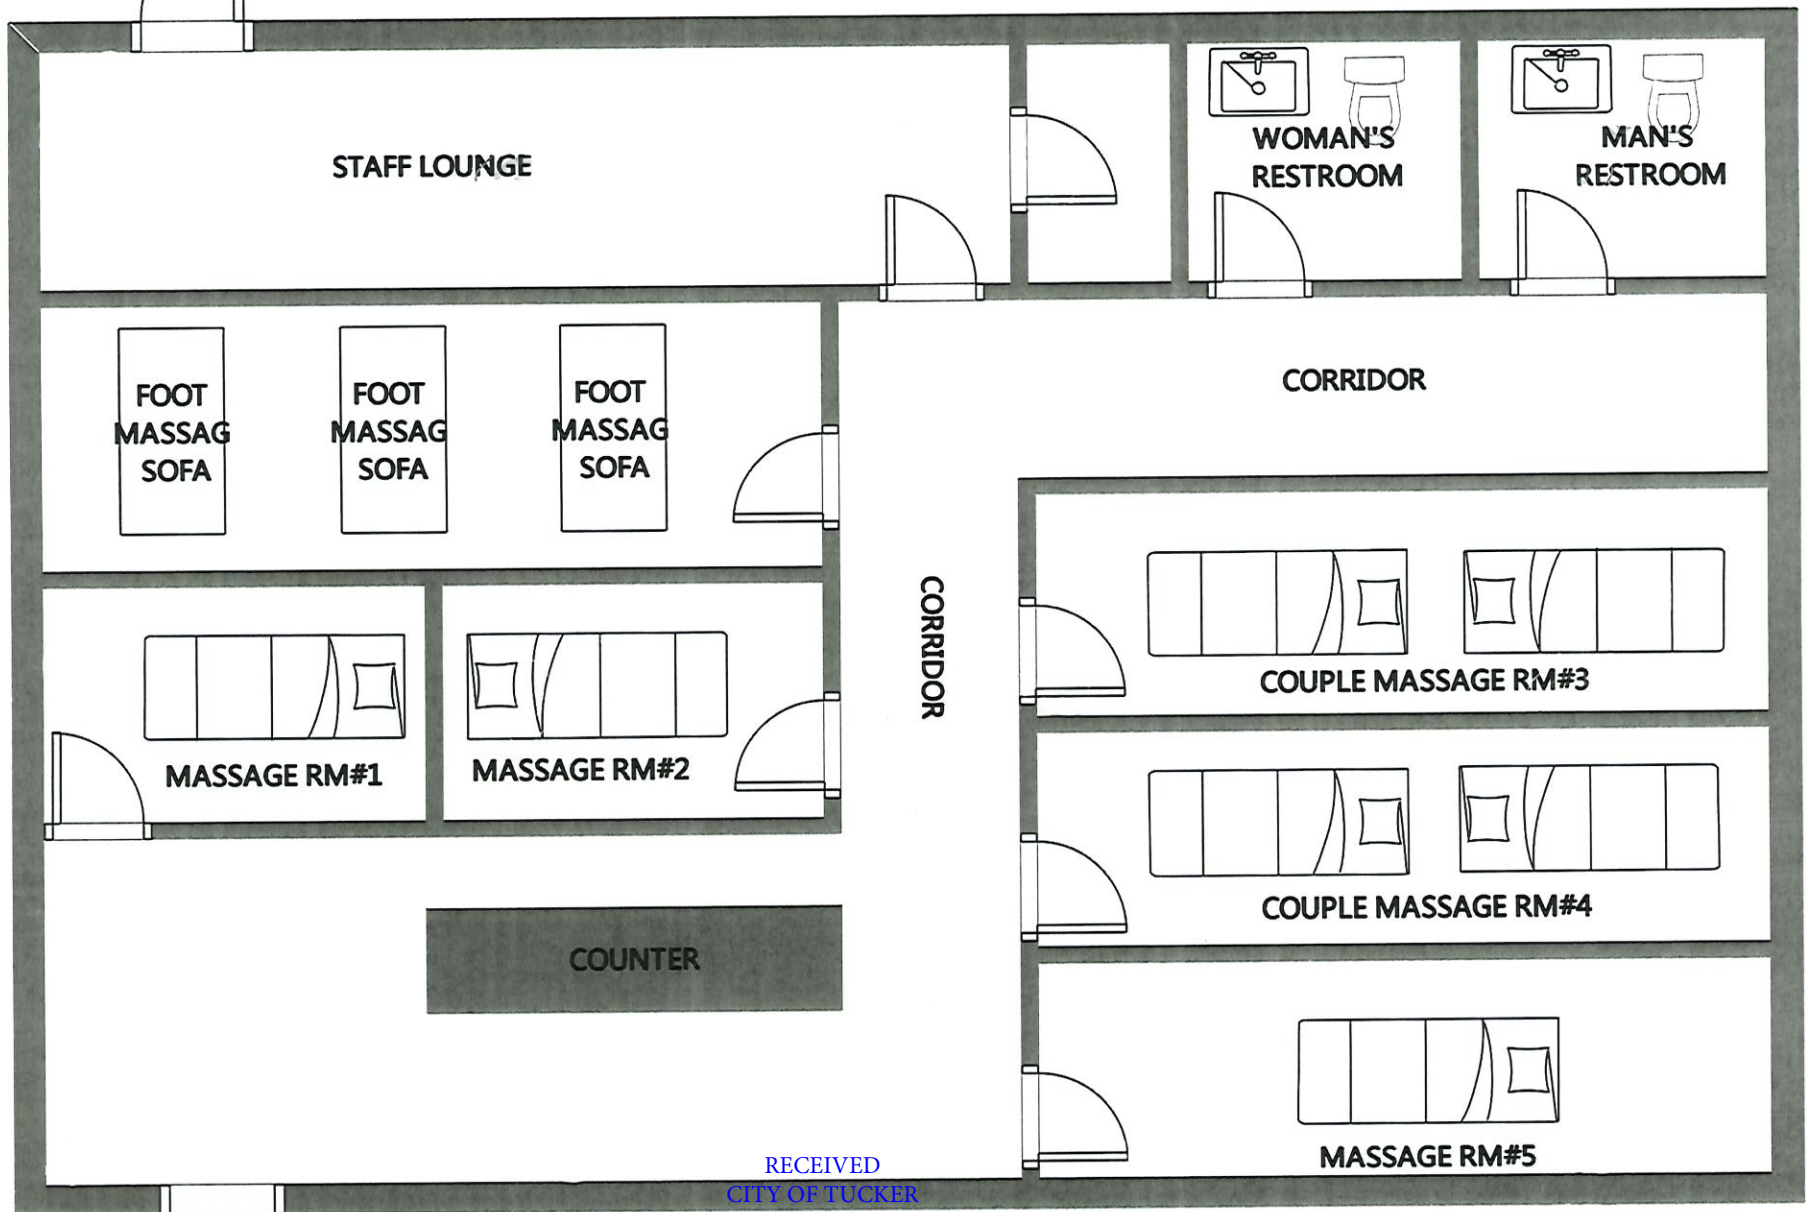 STAFF LOUNGE
WOMAN'S
RESTROOM
MAN'S
RESTROOM
FOOT
MASSAG
SOFA
FOOT
MASSAG
SOFA
FOOT
MASSAG
SOFA
CORRIDOR
CORRIDOR
COUPLE MASSAGE RM#3
MASSAGE RM#1
MASSAGE RM#2
COUPLE MASSAGE RM#4
COUNTER
MASSAGE RM#5
RECEIVED
CITY OF TUCKER